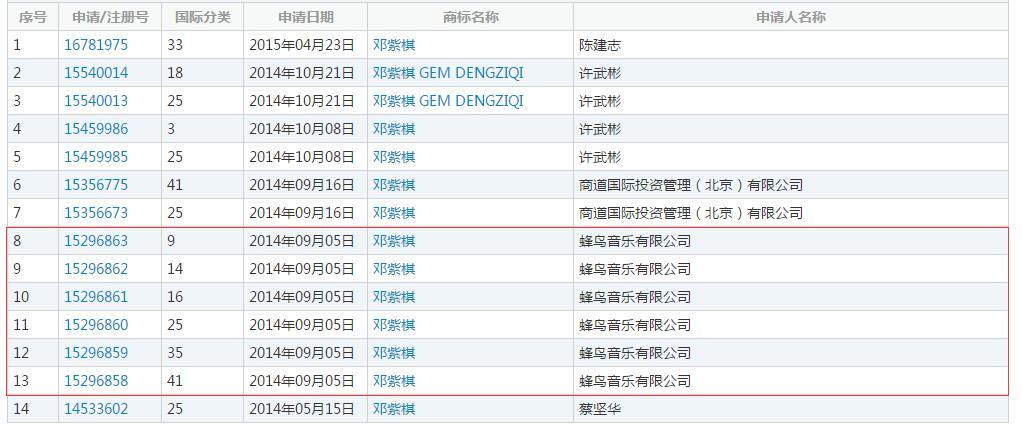 序号 申请/注册号 国际分类 申请日期 商标名称 申请人名称
1 16781975 33 2015年04月23日 邓紫棋 陈建志
2 15540014 18 2014年10月21日 邓紫棋 GEM DENGZIQI 许武彬
3 15540013 25 2014年10月21日 邓紫棋 GEM DENGZIQI 许武彬
4 15459986 3 2014年10月08日 邓紫棋 许武彬
5 15459985 25 2014年10月08日 邓紫棋 许武彬
6 15356775 41 2014年09月16日 邓紫棋 商道国际投资管理（北京）有限公司
7 15356673 25 2014年09月16日 邓紫棋 商道国际投资管理（北京）有限公司
8 15296863 9 2014年09月05日 邓紫棋 蜂鸟音乐有限公司
9 15296862 14 2014年09月05日 邓紫棋 蜂鸟音乐有限公司
10 15296861 16 2014年09月05日 邓紫棋 蜂鸟音乐有限公司
11 15296860 25 2014年09月05日 邓紫棋 蜂鸟音乐有限公司
12 15296859 35 2014年09月05日 邓紫棋 蜂鸟音乐有限公司
13 15296858 41 2014年09月05日 邓紫棋 蜂鸟音乐有限公司
14 14533602 25 2014年05月15日 邓紫棋 蔡坚华